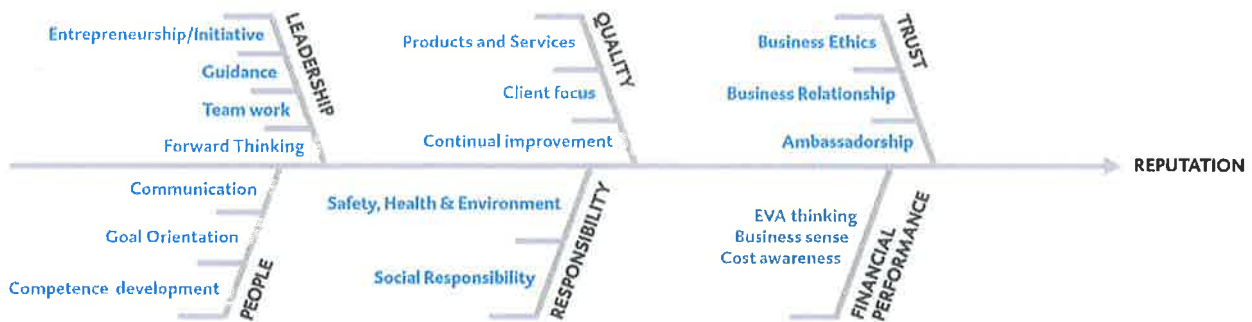 LEADERSHIP
Entrepreneurship/Initiative
Guidance
Team work
Forward Thinking
QUALITY
Products and Services
Client focus
Continual improvement
TRUST
Business Ethics
Business Relationship
Ambassadorship
REPUTATION
Communication
Goal Orientation
Competence development
PEOPLE
Safety, Health & Environment
Social Responsibility
RESPONSIBILITY
EVA thinking
Business sense
Cost awareness
FINANCIAL
PERFORMANCE